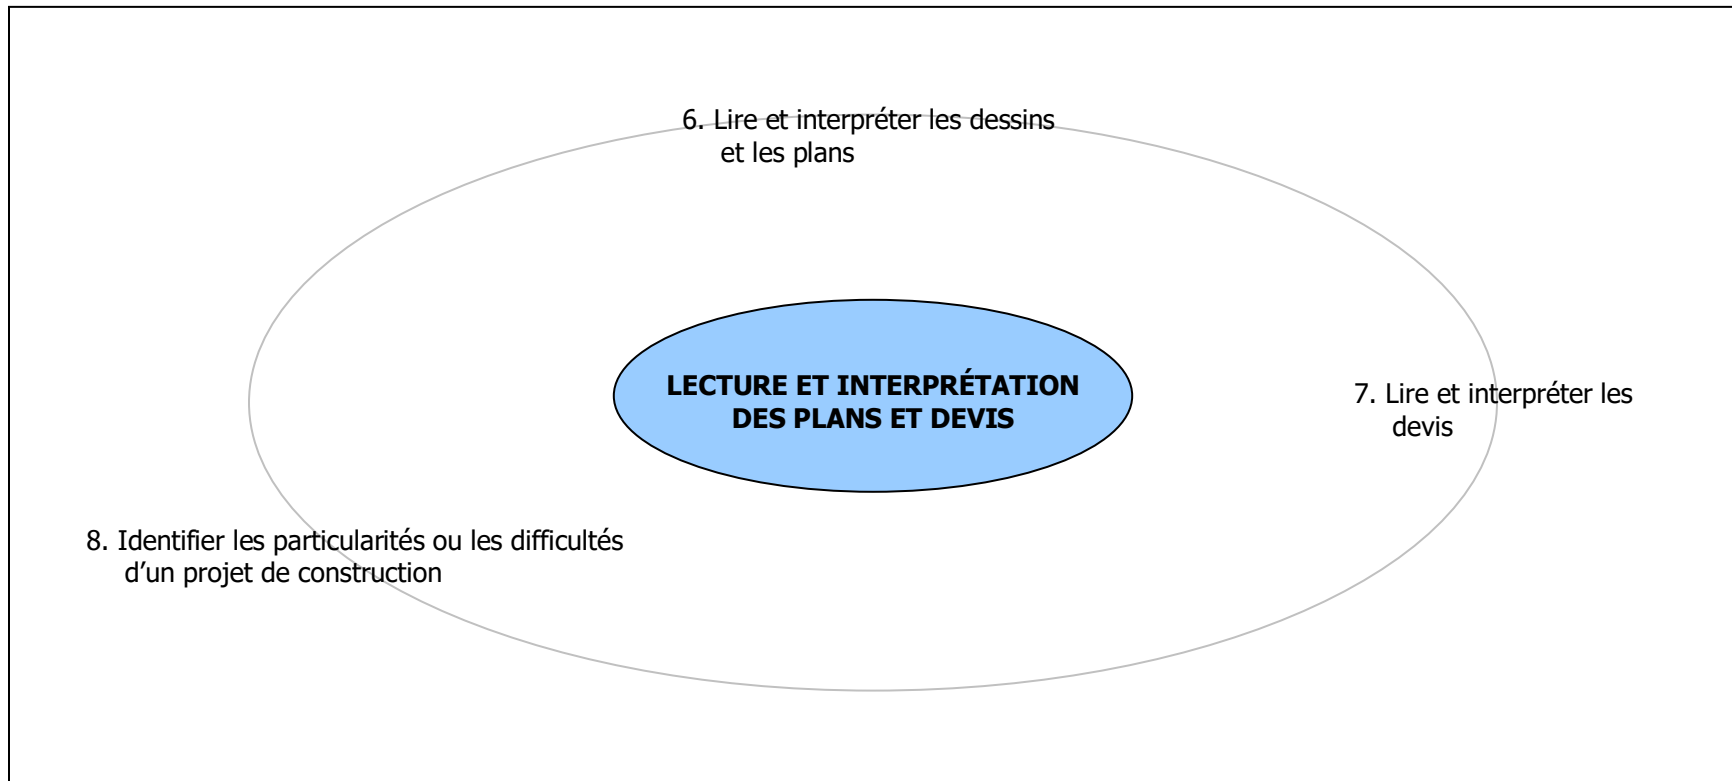 6. Lire et interpréter les dessins
et les plans
LECTURE ET INTERPRÉTATION
DES PLANS ET DEVIS
7. Lire et interpréter les
devis
8. Identifier les particularités ou les difficultés
d’un projet de construction